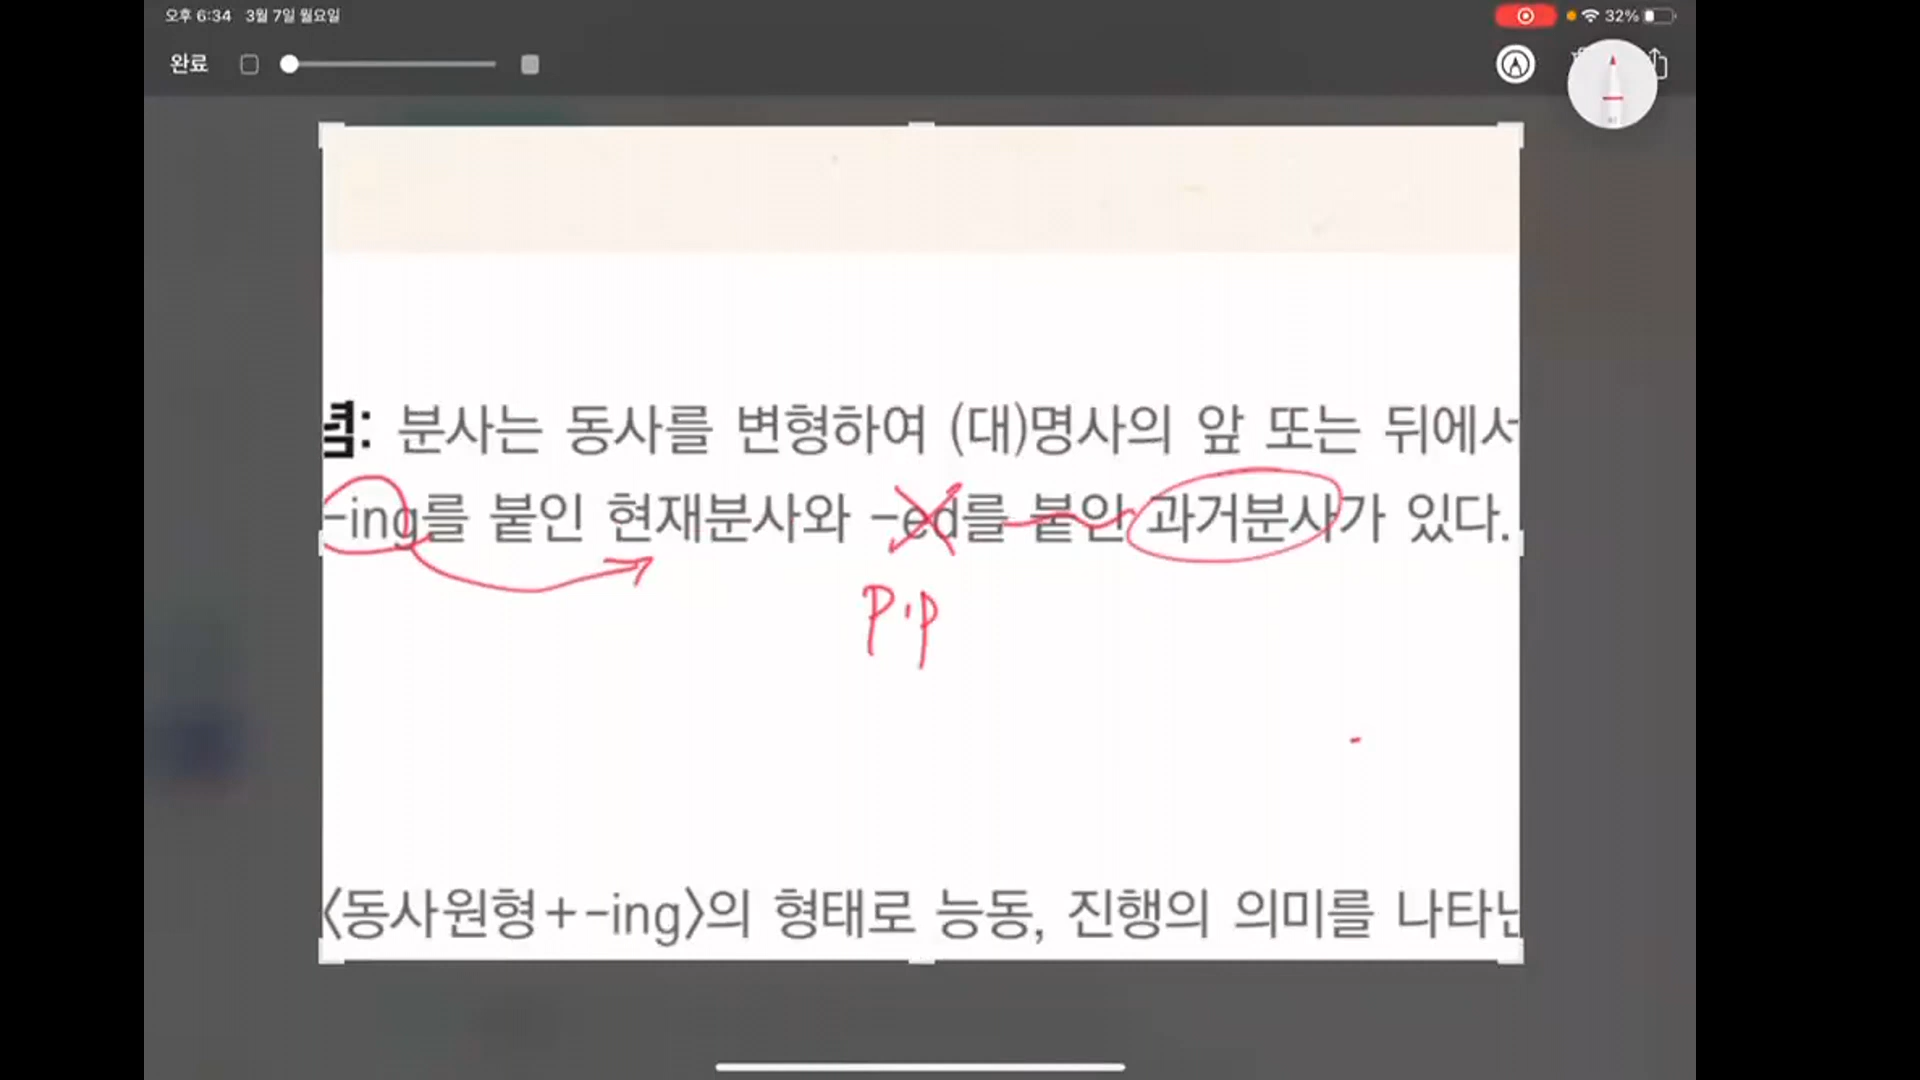 오후 6:34 3월 7일 월요일
32%
완료
념: 분사는 동사를 변형하여 (대)명사의 앞 또는 뒤에서
-ing를 붙인 현재분사와 -ed를 붙인 과거분사가 있다.
p.p
〈동사원형+-ing〉의 형태로 능동, 진행의 의미를 나타난